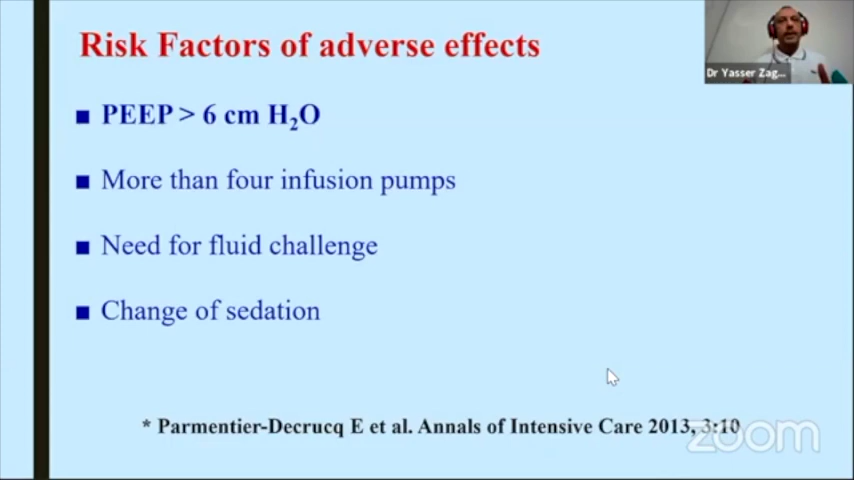 Risk Factors of adverse effects
Dr Yasser Zag...
■ PEEP > 6 cm H₂O
■ More than four infusion pumps
■ Need for fluid challenge
■ Change of sedation
* Parmentier-Decrucq E et al. Annals of Intensive Care 2013, 3:10
zoom